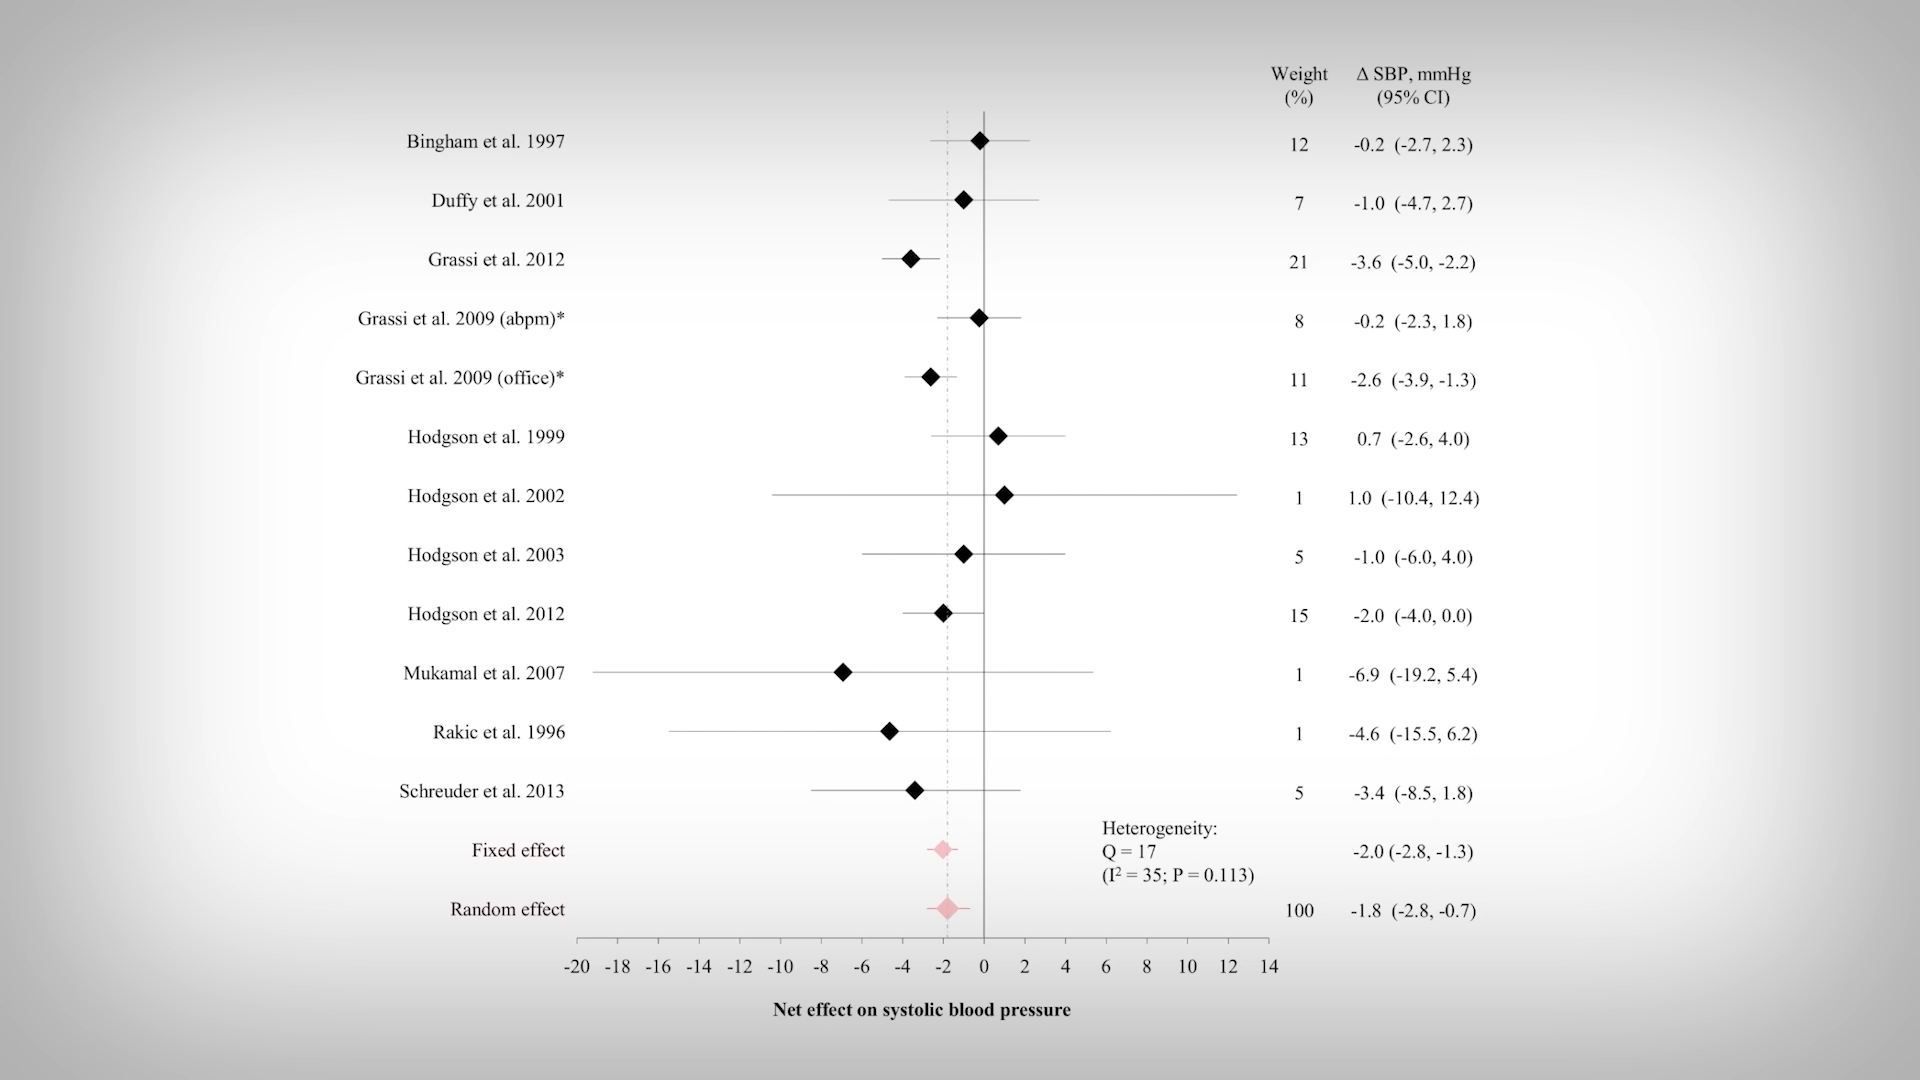 Weight Δ SBP, mmHg
(%) (95% CI)
Bingham et al. 1997 12 -0.2 (-2.7, 2.3)
Duffy et al. 2001 7 -1.0 (-4.7, 2.7)
Grassi et al. 2012 21 -3.6 (-5.0, -2.2)
Grassi et al. 2009 (abpm)* 8 -0.2 (-2.3, 1.8)
Grassi et al. 2009 (office)* 11 -2.6 (-3.9, -1.3)
Hodgson et al. 1999 13 0.7 (-2.6, 4.0)
Hodgson et al. 2002 1 1.0 (-10.4, 12.4)
Hodgson et al. 2003 5 -1.0 (-6.0, 4.0)
Hodgson et al. 2012 15 -2.0 (-4.0, 0.0)
Mukamal et al. 2007 1 -6.9 (-19.2, 5.4)
Rakic et al. 1996 1 -4.6 (-15.5, 6.2)
Schreuder et al. 2013 5 -3.4 (-8.5, 1.8)
Heterogeneity:
Fixed effect Q = 17 -2.0 (-2.8, -1.3)
(I² = 35; P = 0.113)
Random effect 100 -1.8 (-2.8, -0.7)
-20 -18 -16 -14 -12 -10 -8 -6 -4 -2 0 2 4 6 8 10 12 14
Net effect on systolic blood pressure